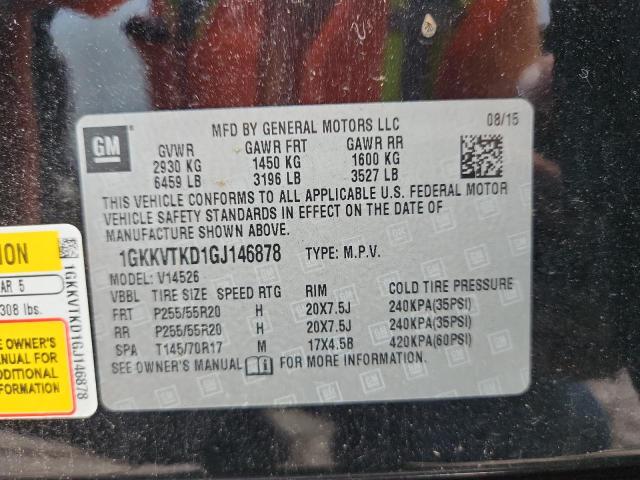 GM
MFD BY GENERAL MOTORS LLC 08/15
GVWR GAWR FRT GAWR RR
2930 KG 1450 KG 1600 KG
6459 LB 3196 LB 3527 LB
THIS VEHICLE CONFORMS TO ALL APPLICABLE U.S. FEDERAL MOTOR
VEHICLE SAFETY STANDARDS IN EFFECT ON THE DATE OF
MANUFACTURE SHOWN ABOVE.
1GKKVTKD1GJ146878 TYPE: M.P.V.
MODEL: V14526
VBBL TIRE SIZE SPEED RTG RIM COLD TIRE PRESSURE
FRT P255/55R20 H 20X7.5J 240KPA(35PSI)
RR P255/55R20 H 20X7.5J 240KPA(35PSI)
SPA T145/70R17 M 17X4.5B 420KPA(60PSI)
SEE OWNER'S MANUAL FOR MORE INFORMATION.
ION
AR 5
308 lbs.
EE OWNER'S
ANUAL FOR
ADDITIONAL
FORMATION
1GKKVTKD1GJ146878